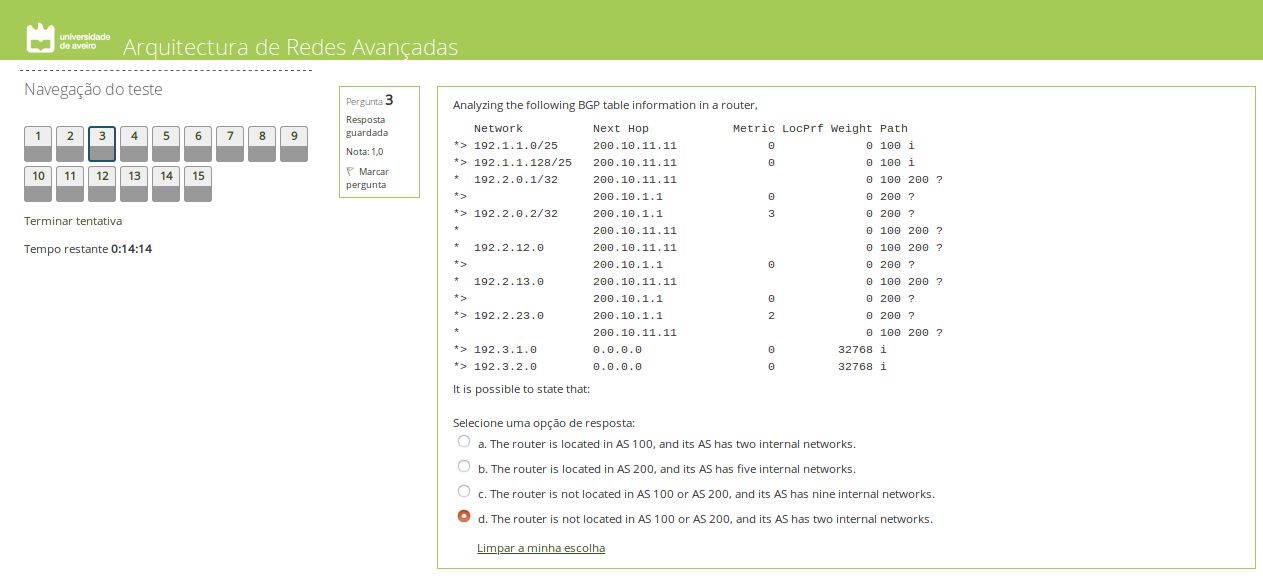 universidade
de aveiro
Arquitectura de Redes Avançadas
Navegação do teste
1 2 3 4 5 6 7 8 9
10 11 12 13 14 15
Terminar tentativa
Tempo restante 0:14:14
Pergunta 3
Resposta
guardada
Nota: 1,0
Marcar
pergunta
Analyzing the following BGP table information in a router,
Network Next Hop Metric LocPrf Weight Path
*> 192.1.1.0/25 200.10.11.11 0 0 100 i
*> 192.1.1.128/25 200.10.11.11 0 0 100 i
* 192.2.0.1/32 200.10.11.11 0 100 200 ?
*> 200.10.1.1 0 0 200 ?
*> 192.2.0.2/32 200.10.1.1 3 0 200 ?
* 200.10.11.11 0 100 200 ?
* 192.2.12.0 200.10.11.11 0 100 200 ?
*> 200.10.1.1 0 0 200 ?
* 192.2.13.0 200.10.11.11 0 100 200 ?
*> 200.10.1.1 0 0 200 ?
*> 192.2.23.0 200.10.1.1 2 0 200 ?
* 200.10.11.11 0 100 200 ?
*> 192.3.1.0 0.0.0.0 0 32768 i
*> 192.3.2.0 0.0.0.0 0 32768 i
It is possible to state that:
Selecione uma opção de resposta:
a. The router is located in AS 100, and its AS has two internal networks.
b. The router is located in AS 200, and its AS has five internal networks.
c. The router is not located in AS 100 or AS 200, and its AS has nine internal networks.
d. The router is not located in AS 100 or AS 200, and its AS has two internal networks.
Limpar a minha escolha